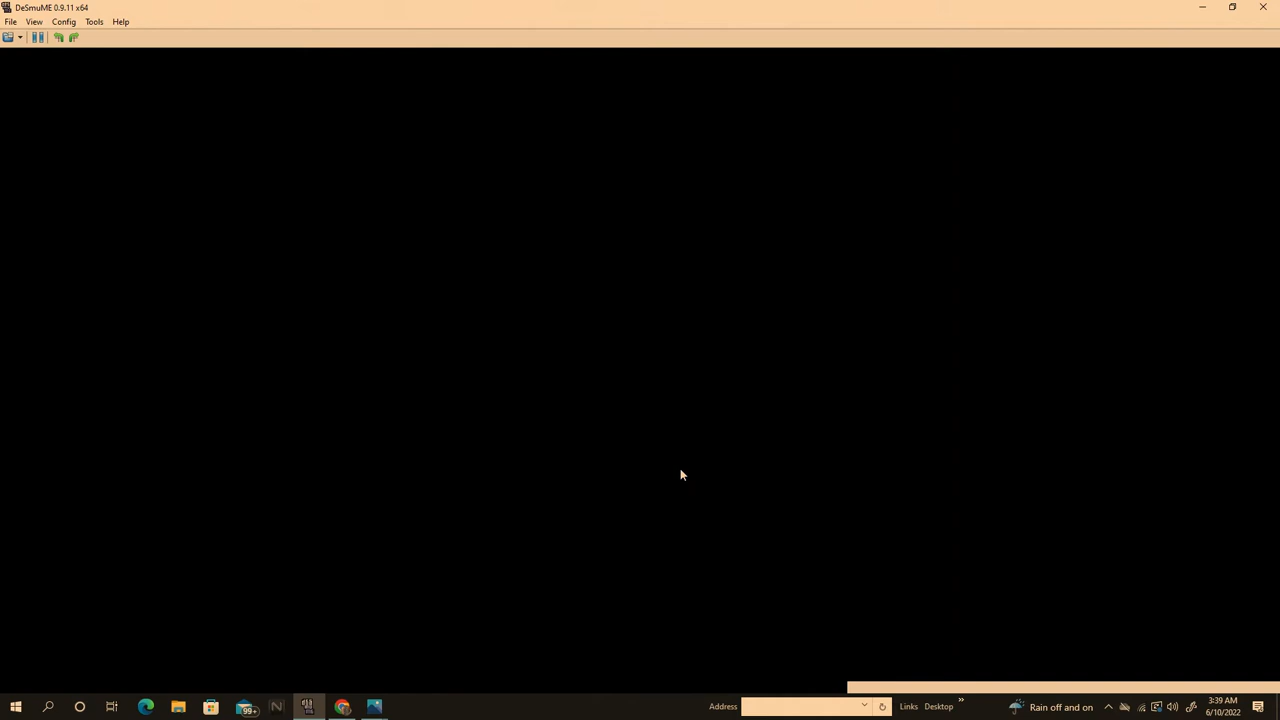 DeSmuME 0.9.11 x64
File View Config Tools Help
99+
Address
Links Desktop »
Rain off and on
3:39 AM
6/10/2022